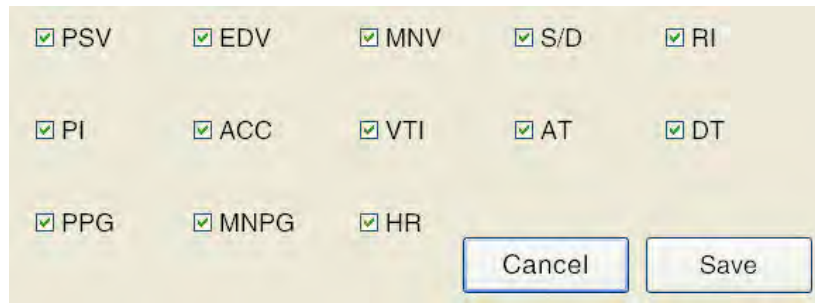 PSV EDV MNV S/D RI
PI ACC VTI AT DT
PPG MNPG HR
Cancel Save